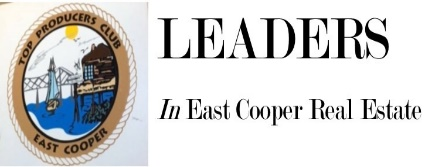 TOP PRODUCERS CLUB
EAST COOPER
LEADERS
In East Cooper Real Estate